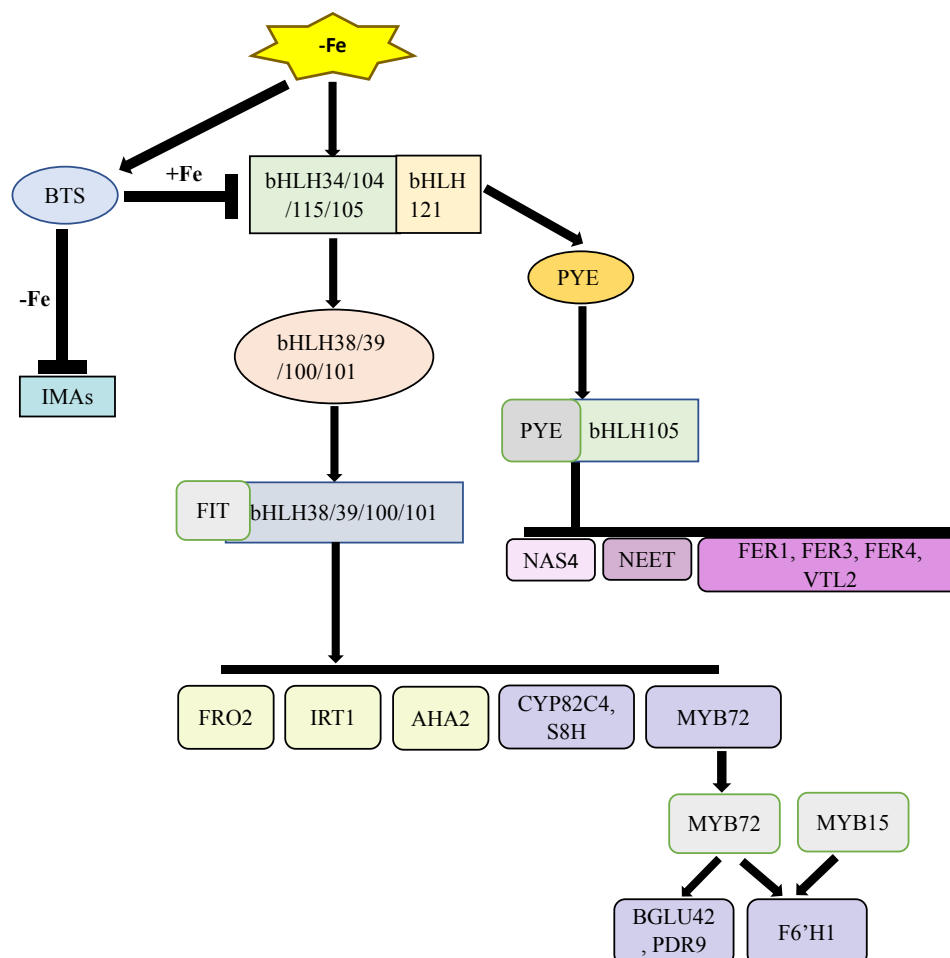 -Fe
BTS
+Fe
bHLH34/104
/115/105
bHLH
121
PYE
-Fe
IMAs
bHLH38/39
/100/101
PYE
bHLH105
FIT
bHLH38/39/100/101
NAS4
NEET
FER1, FER3, FER4,
VTL2
FRO2
IRT1
AHA2
CYP82C4,
S8H
MYB72
MYB72
MYB15
BGLU42
, PDR9
F6’H1